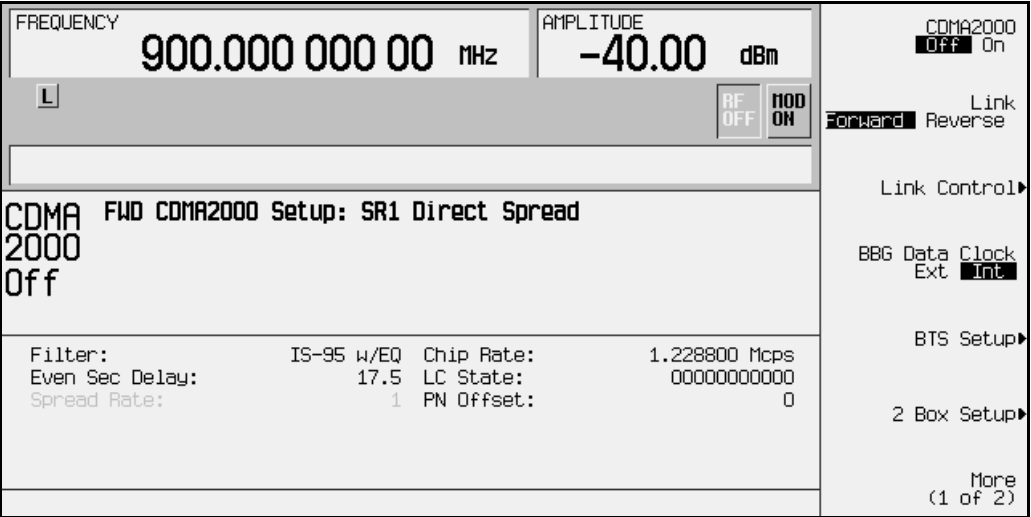 FREQUENCY
900.000 000 00 MHz
AMPLITUDE
-40.00 dBm
L
RF OFF
MOD ON
CDMA 2000 Off
FWD CDMA2000 Setup: SR1 Direct Spread
Filter: IS-95 w/EQ Chip Rate: 1.228800 Mcps
Even Sec Delay: 17.5 LC State: 00000000000
Spread Rate: 1 PN Offset: 0
CDMA2000
Off On
Link
Forward Reverse
Link Control
BBG Data Clock
Ext Int
BTS Setup
2 Box Setup
More
(1 of 2)